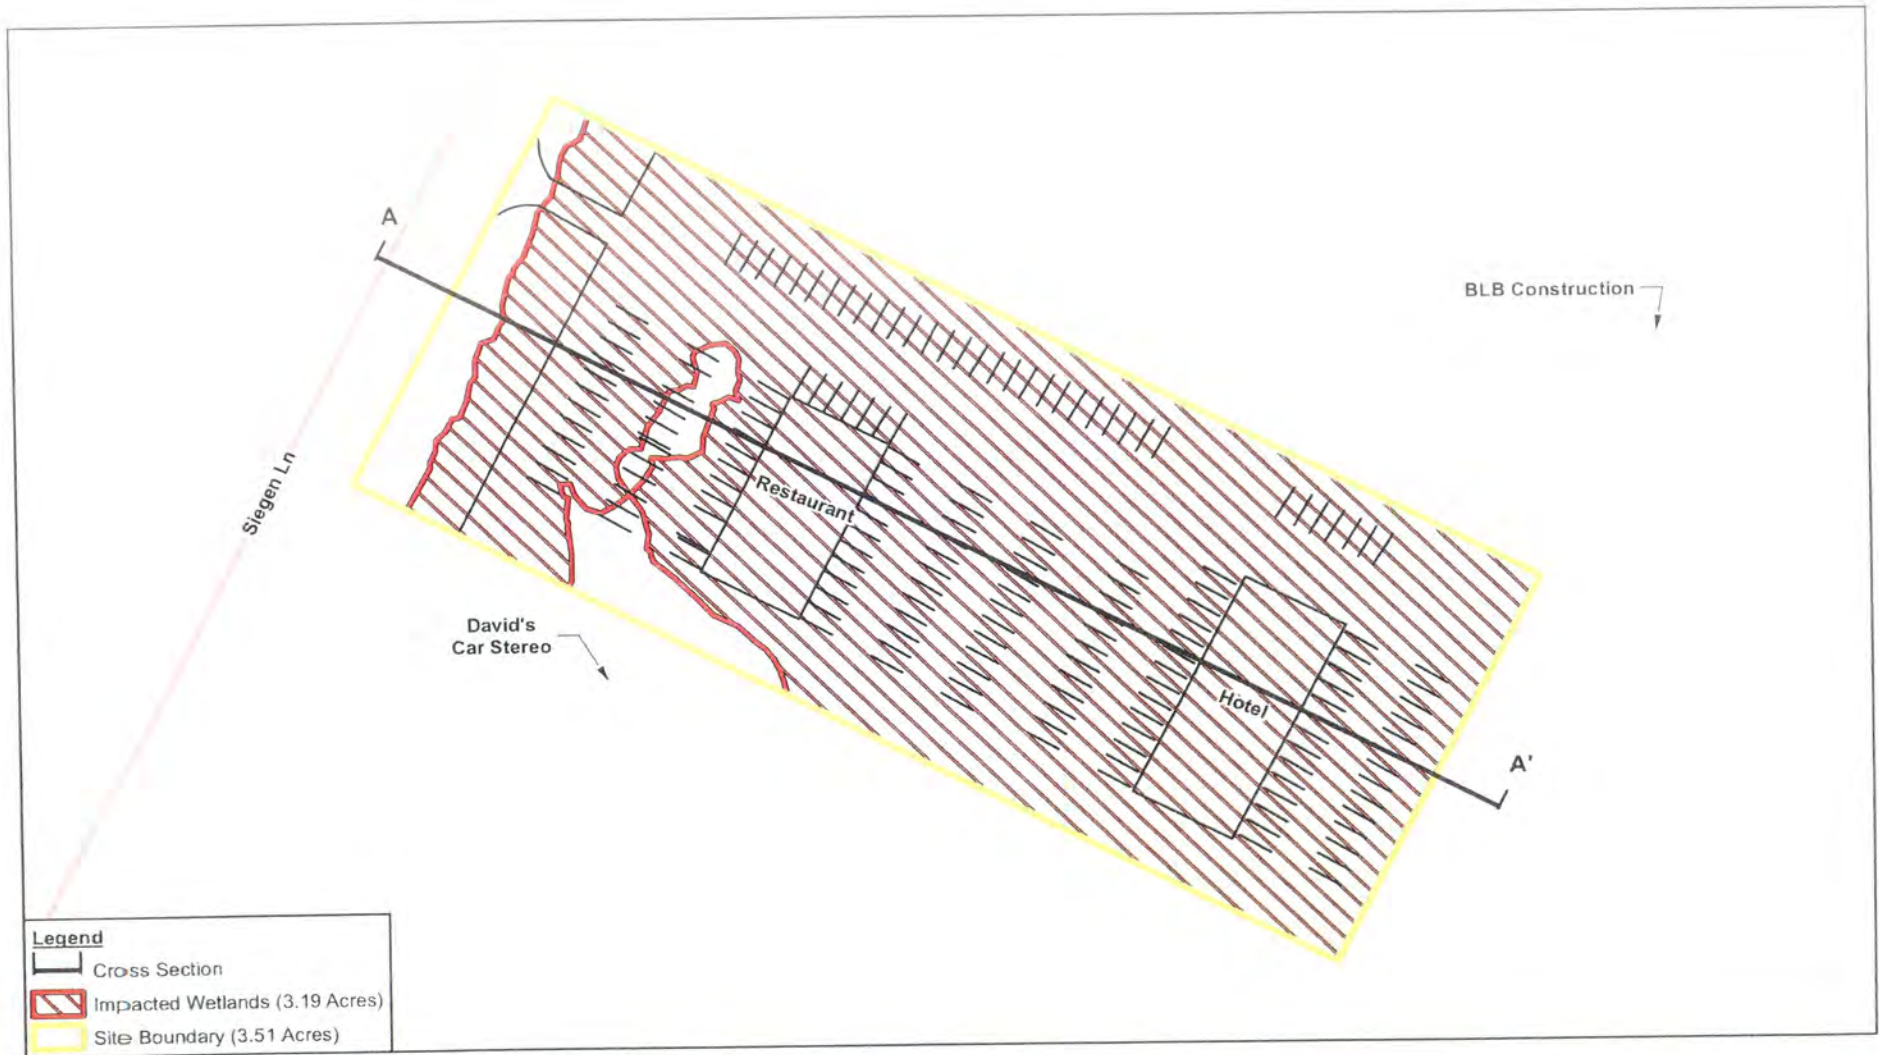 A
BLB Construction
Siegen Ln
Restaurant
David's
Car Stereo
Hotel
A'
Legend
Cross Section
Impacted Wetlands (3.19 Acres)
Site Boundary (3.51 Acres)